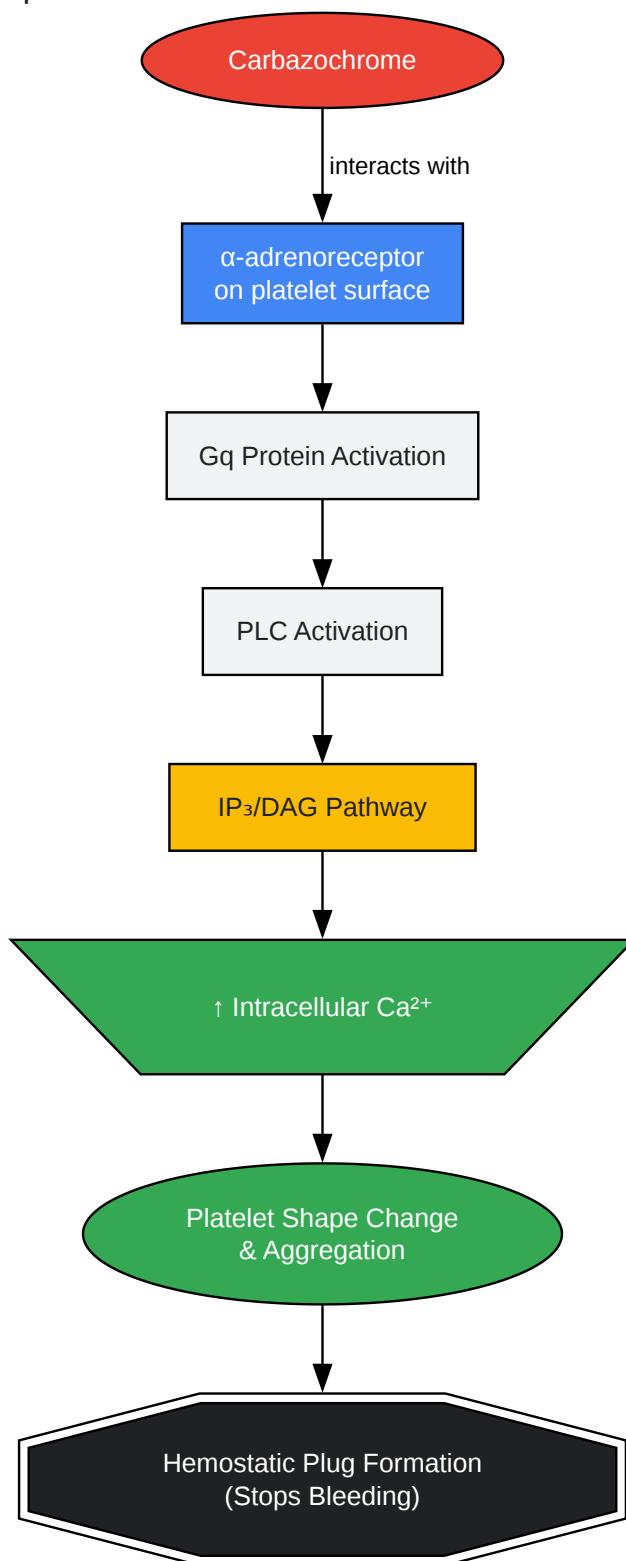 Carbazochrome
interacts with
α-adrenoreceptor
on platelet surface
Gq Protein Activation
PLC Activation
IP₃/DAG Pathway
↑ Intracellular Ca²⁺
Platelet Shape Change
& Aggregation
Hemostatic Plug Formation
(Stops Bleeding)